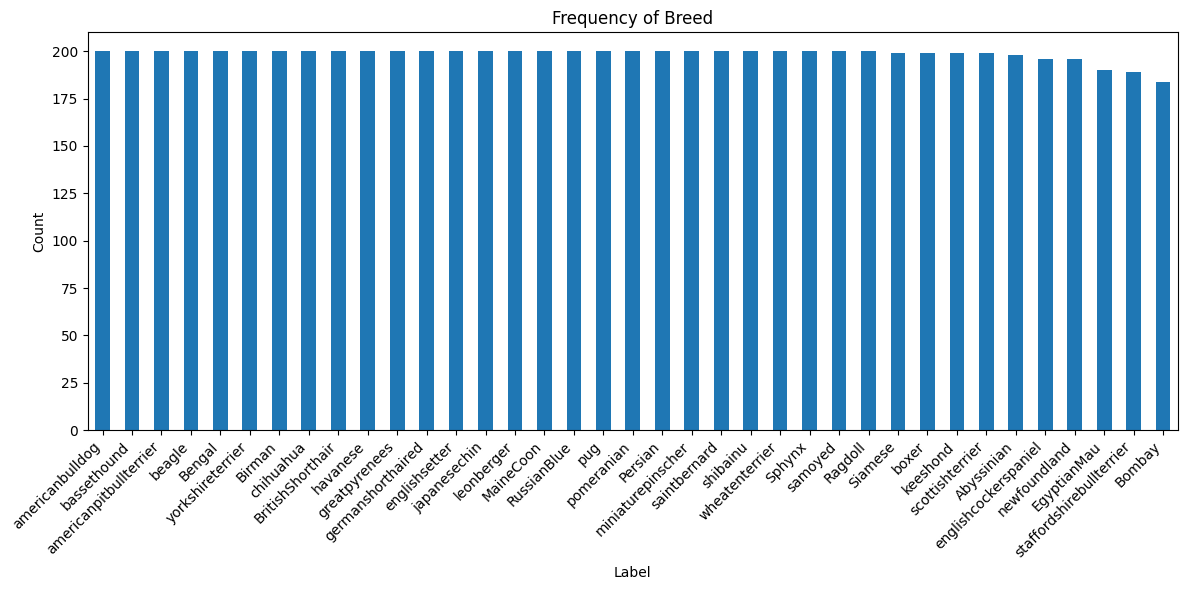 Frequency of Breed
Count
200
175
150
125
100
75
50
25
0
americanbulldog
bassethound
americanpitbullterrier
beagle
Bengal
yorkshireterrier
Birman
chihuahua
BritishShorthair
havanese
greatpyrenees
germanshorthaired
englishsetter
japanesechin
leonberger
MaineCoon
RussianBlue
pug
pomeranian
Persian
miniaturepinscher
saintbernard
shibainu
wheatenterrier
Sphynx
samoyed
Ragdoll
Siamese
boxer
keeshond
scottishterrier
Abyssinian
englishcockerspaniel
newfoundland
EgyptianMau
staffordshirebullterrier
Bombay
Label